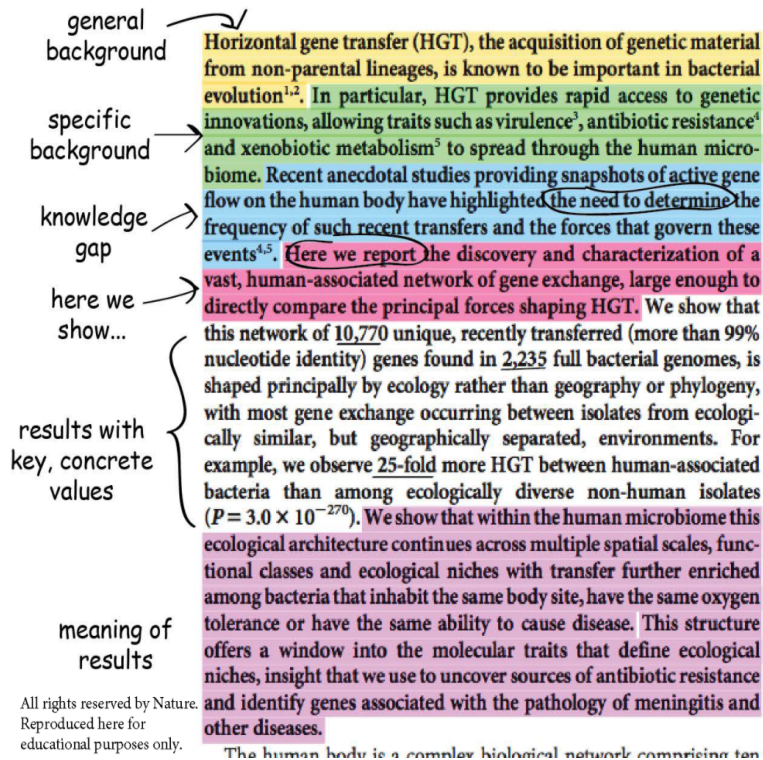 general
background
specific
background
knowledge
gap
here we
show...
results with
key, concrete
values
meaning of
results
All rights reserved by Nature.
Reproduced here for
educational purposes only.
Horizontal gene transfer (HGT), the acquisition of genetic material
from non-parental lineages, is known to be important in bacterial
evolution1,2. In particular, HGT provides rapid access to genetic
innovations, allowing traits such as virulence3, antibiotic resistance4
and xenobiotic metabolism5 to spread through the human micro-
biome. Recent anecdotal studies providing snapshots of active gene
flow on the human body have highlighted the need to determine the
frequency of such recent transfers and the forces that govern these
events4,5. Here we report the discovery and characterization of a
vast, human-associated network of gene exchange, large enough to
directly compare the principal forces shaping HGT. We show that
this network of 10,770 unique, recently transferred (more than 99%
nucleotide identity) genes found in 2,235 full bacterial genomes, is
shaped principally by ecology rather than geography or phylogeny,
with most gene exchange occurring between isolates from ecologi-
cally similar, but geographically separated, environments. For
example, we observe 25-fold more HGT between human-associated
bacteria than among ecologically diverse non-human isolates
(P = 3.0 × 10−270). We show that within the human microbiome this
ecological architecture continues across multiple spatial scales, func-
tional classes and ecological niches with transfer further enriched
among bacteria that inhabit the same body site, have the same oxygen
tolerance or have the same ability to cause disease. This structure
offers a window into the molecular traits that define ecological
niches, insight that we use to uncover sources of antibiotic resistance
and identify genes associated with the pathology of meningitis and
other diseases.
The human body is a complex biological network comprising ten